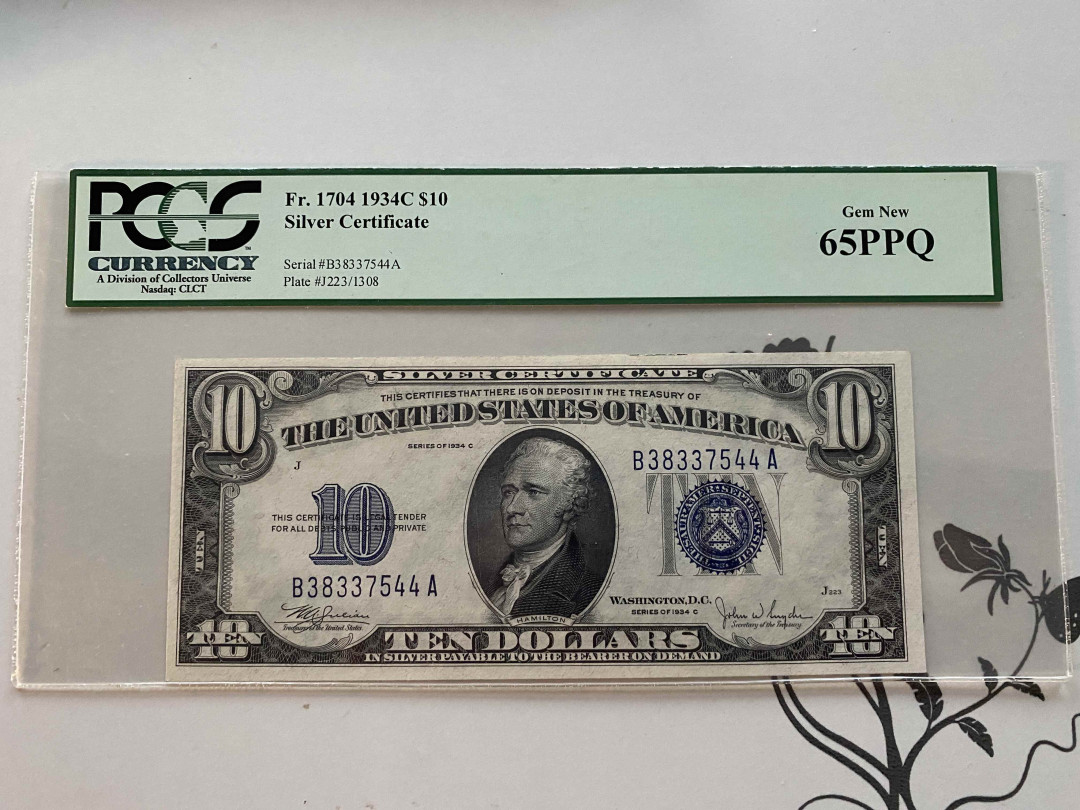 PCGS
CURRENCY
A Division of Collectors Universe
Nasdaq: CLCT
Fr. 1704 1934C $10
Silver Certificate
Serial #B38337544A
Plate #J223/1308
Gem New
65PPQ
SILVER CERTIFICATE
THIS CERTIFIES THAT THERE IS ON DEPOSIT IN THE TREASURY OF
THE UNITED STATES OF AMERICA
10
10
SERIES OF 1934 C
J
B38337544A
10
THIS CERTIFICATE IS LEGAL TENDER
FOR ALL DEBTS, PUBLIC AND PRIVATE
TEN
TEN
TEN
B38337544A
WASHINGTON, D.C.
J223
SERIES OF 1934 C
Treasurer of the United States
Secretary of the Treasury
HAMILTON
10
TEN
TEN DOLLARS
10
TEN
IN SILVER PAYABLE TO THE BEARER ON DEMAND